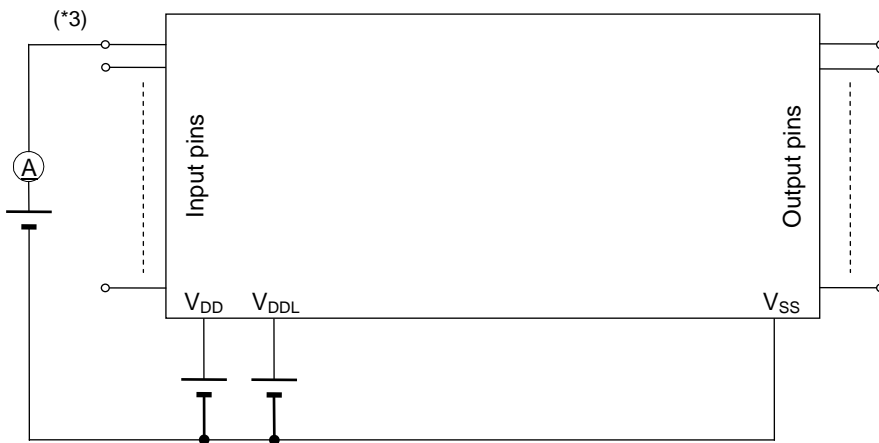 (*3)
A
Input pins
Output pins
VDD
VDDL
VSS